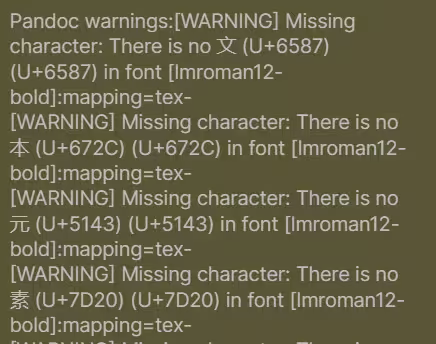 Pandoc warnings:[WARNING] Missing
character: There is no 文 (U+6587)
(U+6587) in font [lmroman12-
bold]:mapping=tex-
[WARNING] Missing character: There is no
本 (U+672C) (U+672C) in font [lmroman12-
bold]:mapping=tex-
[WARNING] Missing character: There is no
元 (U+5143) (U+5143) in font [lmroman12-
bold]:mapping=tex-
[WARNING] Missing character: There is no
素 (U+7D20) (U+7D20) in font [lmroman12-
bold]:mapping=tex-